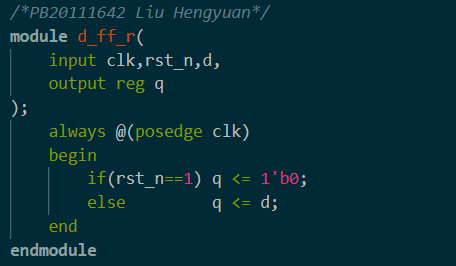 /*PB20111642 Liu Hengyuan*/
module d_ff_r(
    input clk,rst_n,d,
    output reg q
);
    always @(posedge clk)
    begin
        if(rst_n==1) q <= 1'b0;
        else         q <= d;
    end
endmodule